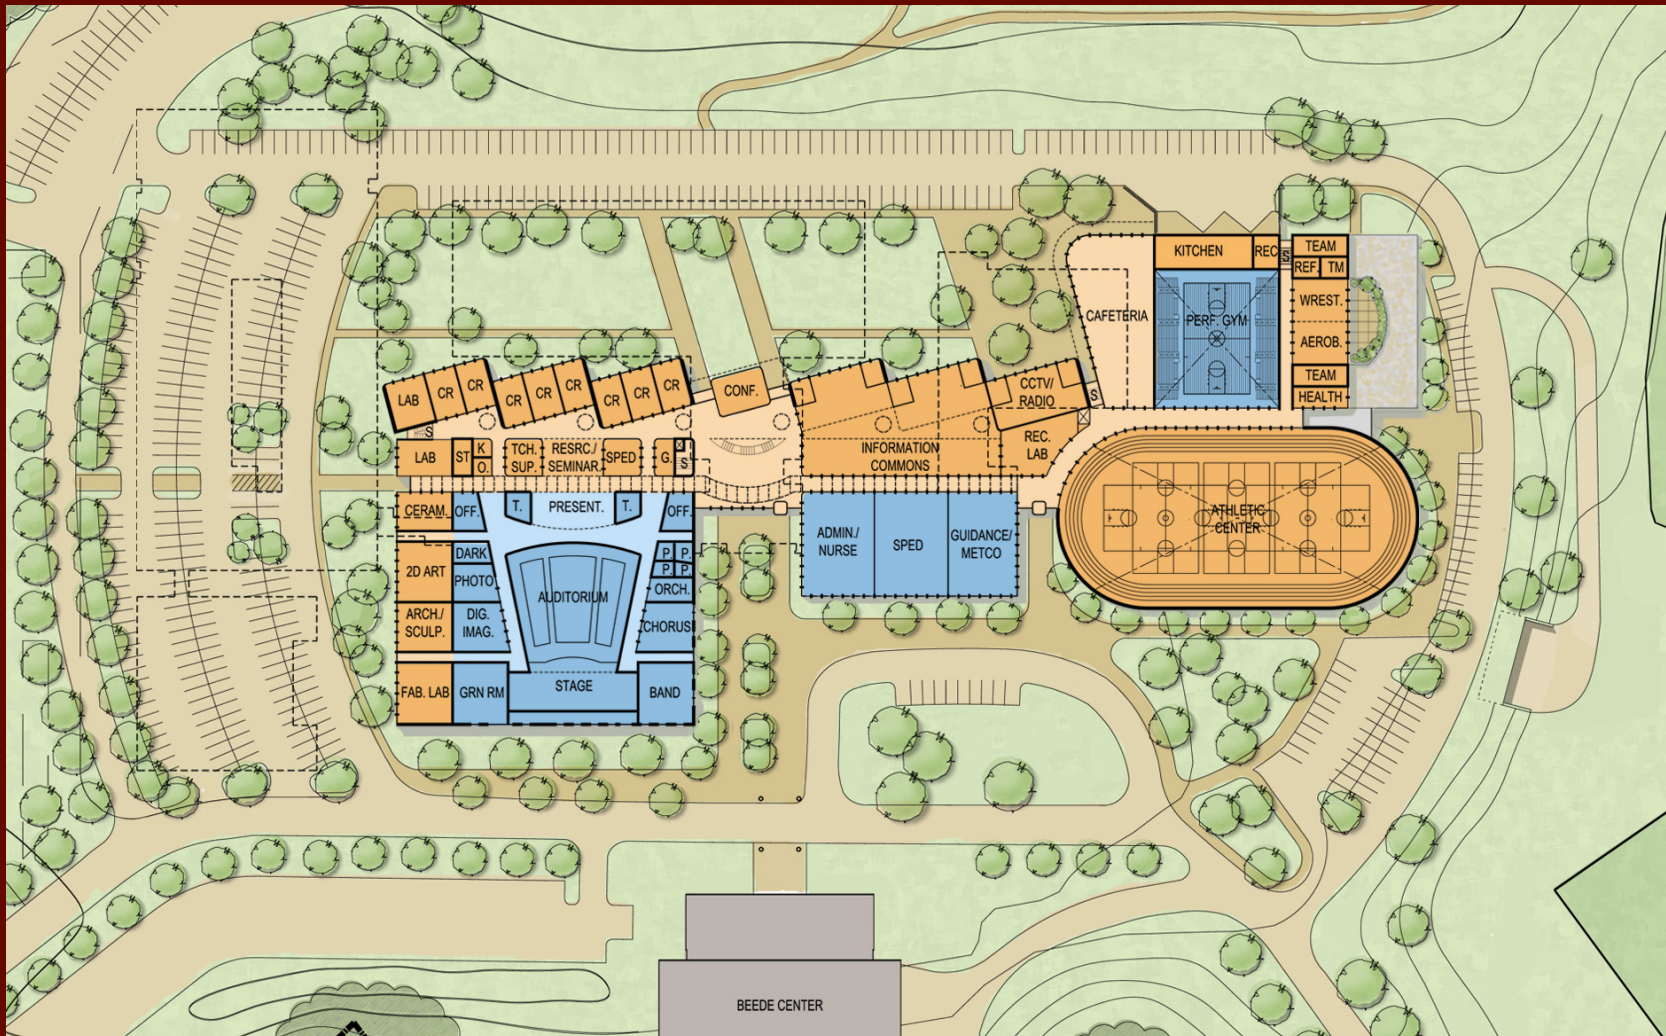 KITCHEN
REC
S
TEAM
REF.
TM
WREST.
AEROB.
TEAM
HEALTH
CAFETERIA
PERF. GYM
LAB
CR
CR
CR
CR
CR
CR
CR
CR
CONF.
CCTV/
RADIO
S
REC.
LAB
INFORMATION
COMMONS
S
LAB
ST
K
O.
TCH.
SUP.
RESRC./
SEMINAR.
SPED
G.
S
CERAM.
OFF.
T.
PRESENT.
T.
OFF.
2D ART
DARK
PHOTO
AUDITORIUM
P.
P.
P.
P.
ORCH.
CHORUS
ARCH./
SCULP.
DIG.
IMAG.
FAB. LAB
GRN RM
STAGE
BAND
ADMIN./
NURSE
SPED
GUIDANCE/
METCO
ATHLETIC
CENTER
BEEDE CENTER